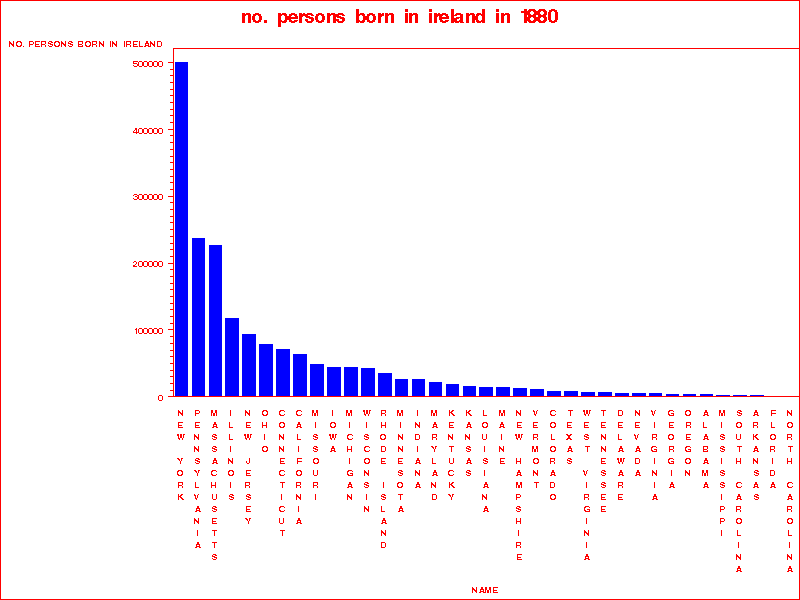 no. persons born in ireland in 1880
NO. PERSONS BORN IN IRELAND
500000
400000
300000
200000
100000
0
NEW YORK
PENNSYLVANIA
MASSACHUSETTS
ILLINOIS
NEW JERSEY
OHIO
CONNECTICUT
CALIFORNIA
MISSOURI
IOWA
MICHIGAN
WISCONSIN
RHODE ISLAND
MINNESOTA
INDIANA
MARYLAND
KENTUCKY
KANSAS
LOUISIANA
MAINE
NEW HAMPSHIRE
VERMONT
COLORADO
TEXAS
WEST VIRGINIA
TENNESSEE
DELAWARE
NEVADA
VIRGINIA
GEORGIA
OREGON
ALABAMA
MISSISSIPPI
SOUTH CAROLINA
ARKANSAS
FLORIDA
NORTH CAROLINA
NAME